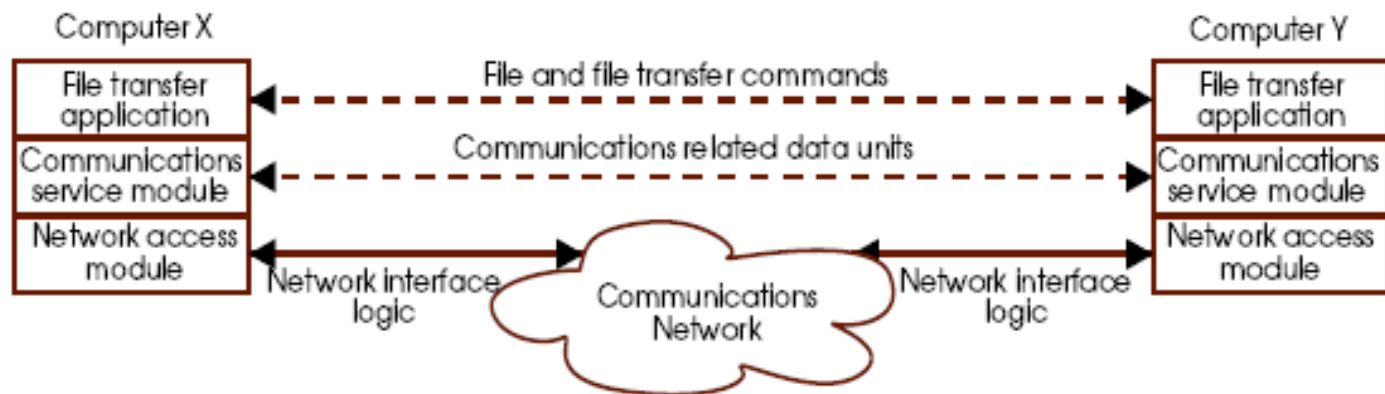 Computer X
Computer Y
File transfer
application
File and file transfer commands
File transfer
application
Communications
service module
Communications related data units
Communications
service module
Network access
module
Network interface
logic
Communications
Network
Network interface
logic
Network access
module